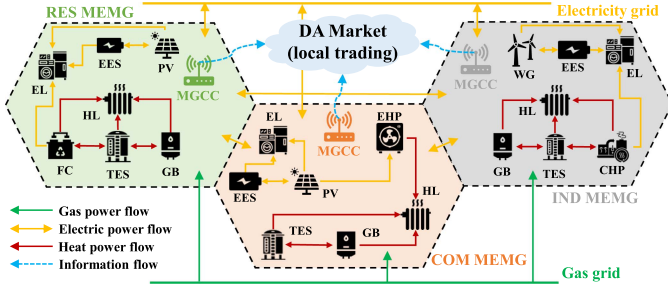 RES MEMG
Electricity grid
DA Market
(local trading)
EES
PV
EL
MGCC
HL
FC
TES
GB
MGCC
WG
EES
EL
HL
GB
TES
CHP
IND MEMG
EL
MGCC
EHP
EES
PV
HL
TES
GB
COM MEMG
Gas power flow
Electric power flow
Heat power flow
Information flow
Gas grid